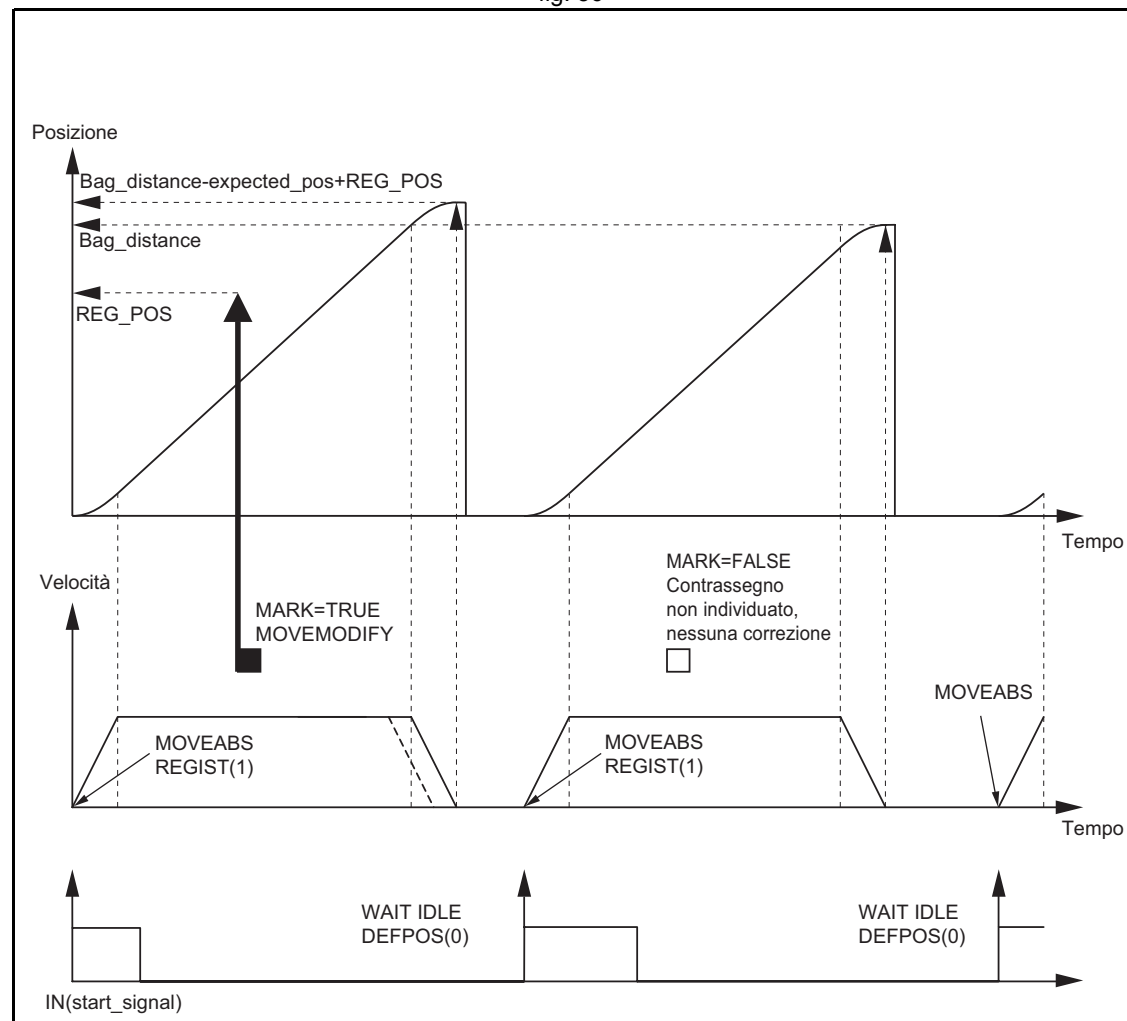 Posizione
Bag_distance-expected_pos+REG_POS
Bag_distance
REG_POS
Tempo
Velocità
MARK=TRUE
MOVEMODIFY
MARK=FALSE
Contrassegno
non individuato,
nessuna correzione
MOVEABS
MOVEABS
REGIST(1)
MOVEABS
REGIST(1)
Tempo
WAIT IDLE
DEFPOS(0)
WAIT IDLE
DEFPOS(0)
IN(start_signal)